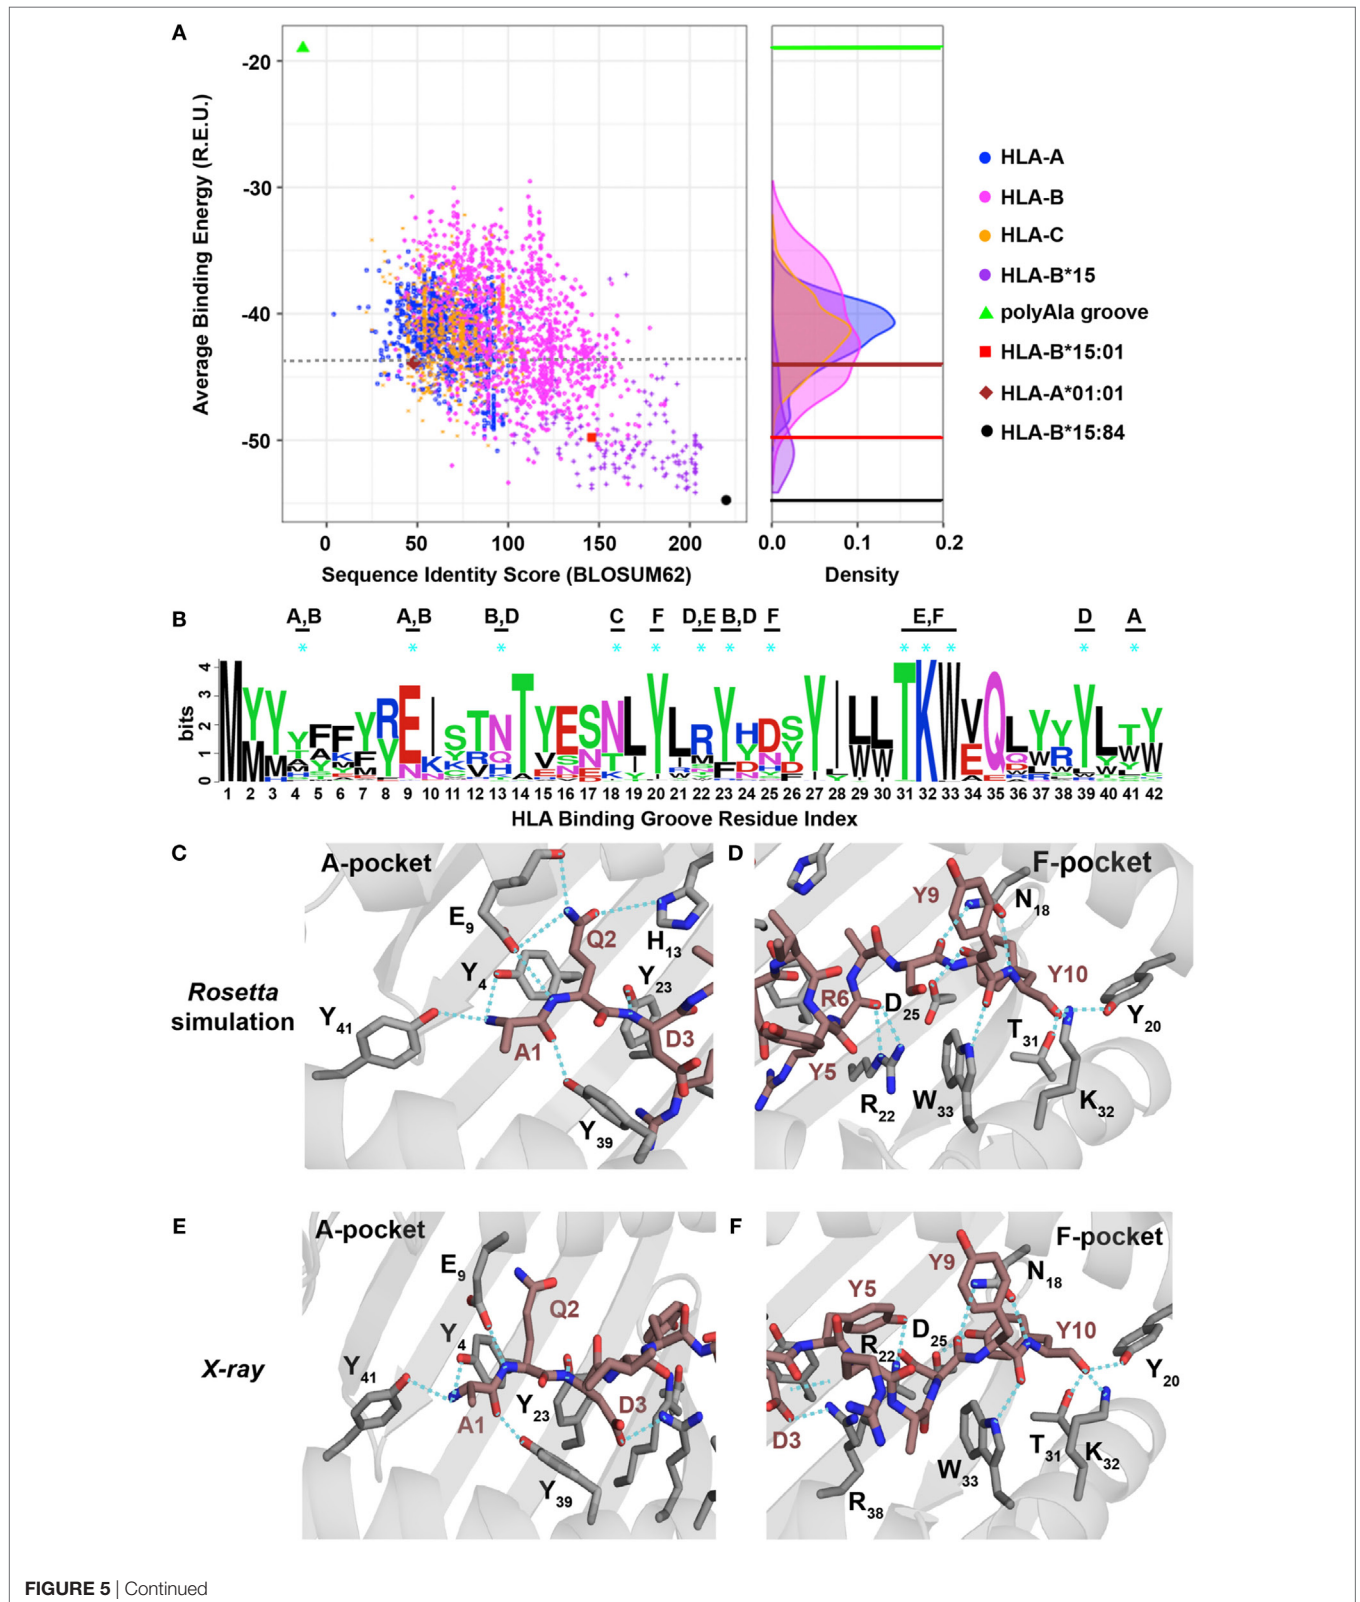 A
Average Binding Energy (R.E.U.)
-20
-30
-40
-50
0 50 100 150 200
Sequence Identity Score (BLOSUM62)
0.0 0.1 0.2
Density
HLA-A
HLA-B
HLA-C
HLA-B*15
polyAla groove
HLA-B*15:01
HLA-A*01:01
HLA-B*15:84
B
A,B A,B B,D C F D,E B,D F E,F D A
* * * * * * * * * * * * *
bits
4
3
2
1
0
1 2 3 4 5 6 7 8 9 10 11 12 13 14 15 16 17 18 19 20 21 22 23 24 25 26 27 28 29 30 31 32 33 34 35 36 37 38 39 40 41 42
HLA Binding Groove Residue Index
C
A-pocket
E9
Q2
H13
Y4
Y23
Y41
A1
D3
Y39
Rosetta
simulation
D
F-pocket
Y9
N18
Y10
R6
D25
Y5
T31
Y20
R22
W33
K32
E
A-pocket
E9
Q2
Y4
Y41
A1
Y23
D3
Y39
X-ray
F
F-pocket
Y9
N18
Y5
D25
R22
Y10
Y20
D3
T31
K32
W33
R38
FIGURE 5 | Continued